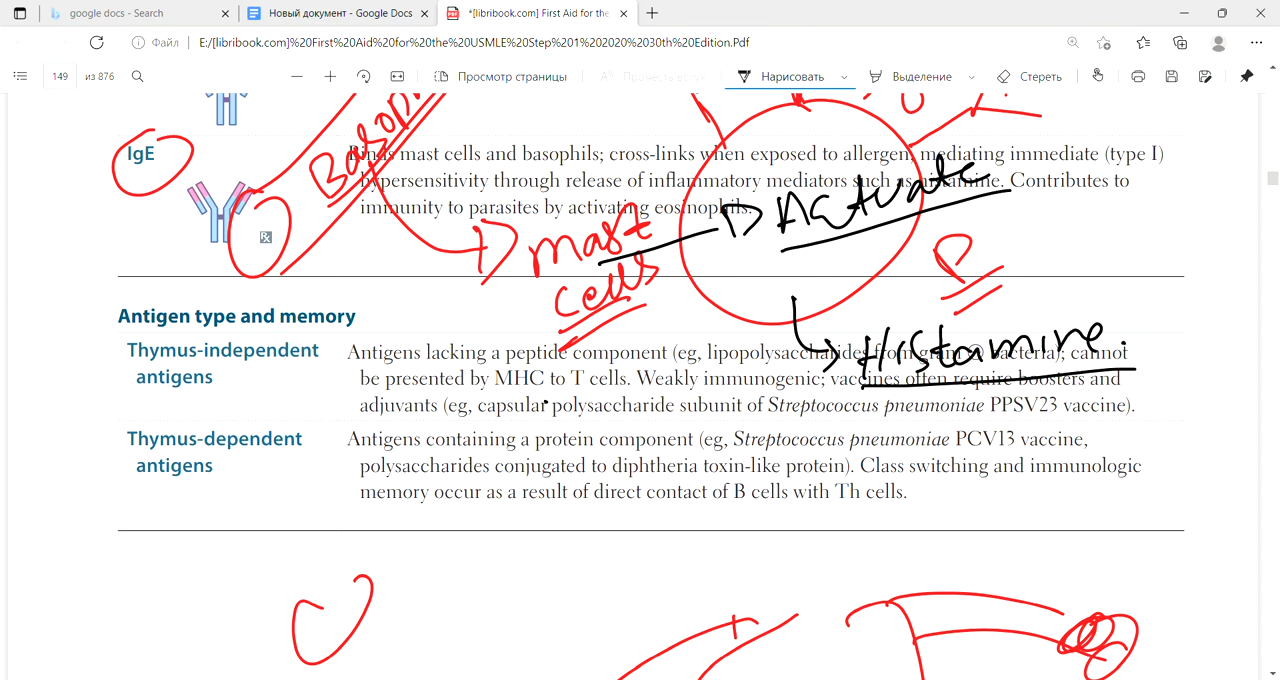 google docs - Search
Новый документ - Google Docs
*[libribook.com] First Aid for the
Файл
E:/[libribook.com]%20First%20Aid%20for%20the%20USMLE%20Step%201%202020%2030th%20Edition.Pdf
149 из 876
Просмотр страницы
Нарисовать
Выделение
Стереть
IgE
Binds mast cells and basophils; cross-links when exposed to allergen, mediating immediate (type I)
hypersensitivity through release of inflammatory mediators such as histamine. Contributes to
immunity to parasites by activating eosinophils.
Activate
mast
cells
P
Histamine.
Antigen type and memory
Thymus-independent
antigens
Antigens lacking a peptide component (eg, lipopolysaccharides from gram ⊖ bacteria); cannot
be presented by MHC to T cells. Weakly immunogenic; vaccines often require boosters and
adjuvants (eg, capsular polysaccharide subunit of Streptococcus pneumoniae PPSV23 vaccine).
Thymus-dependent
antigens
Antigens containing a protein component (eg, Streptococcus pneumoniae PCV13 vaccine,
polysaccharides conjugated to diphtheria toxin-like protein). Class switching and immunologic
memory occur as a result of direct contact of B cells with Th cells.